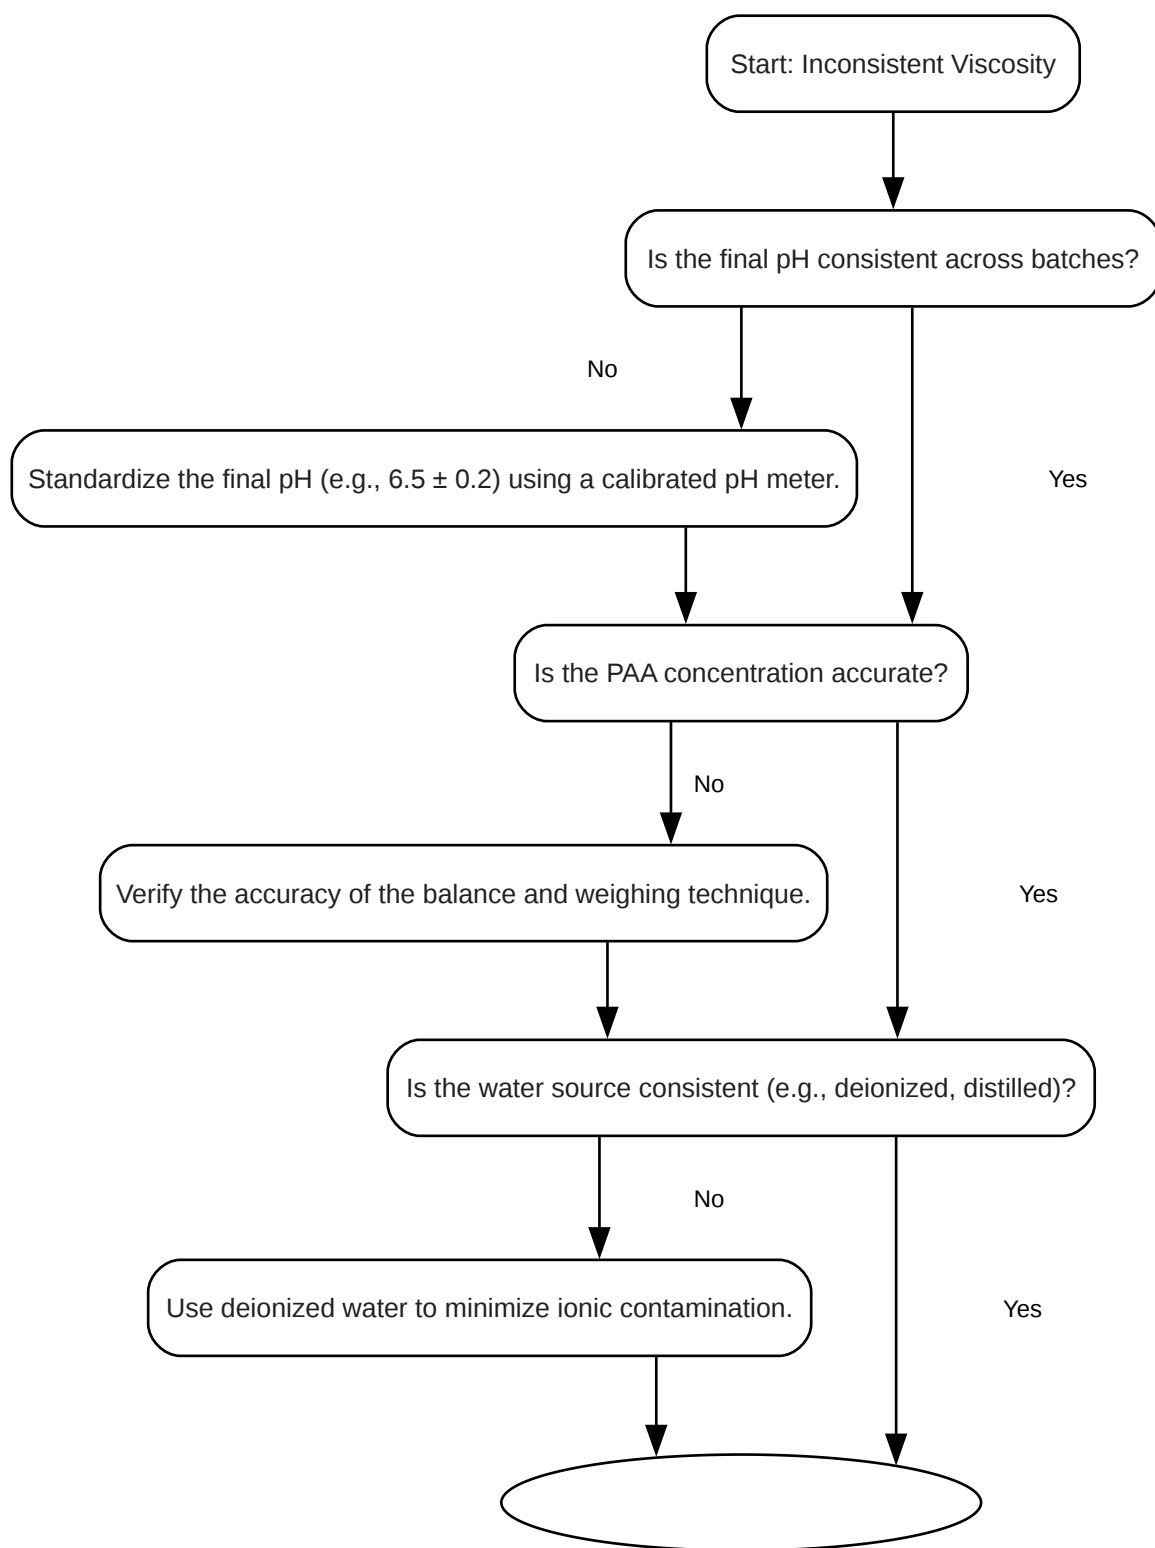 Start: Inconsistent Viscosity
Is the final pH consistent across batches?
No
Standardize the final pH (e.g., 6.5 ± 0.2) using a calibrated pH meter.
Yes
Is the PAA concentration accurate?
No
Verify the accuracy of the balance and weighing technique.
Yes
Is the water source consistent (e.g., deionized, distilled)?
No
Use deionized water to minimize ionic contamination.
Yes